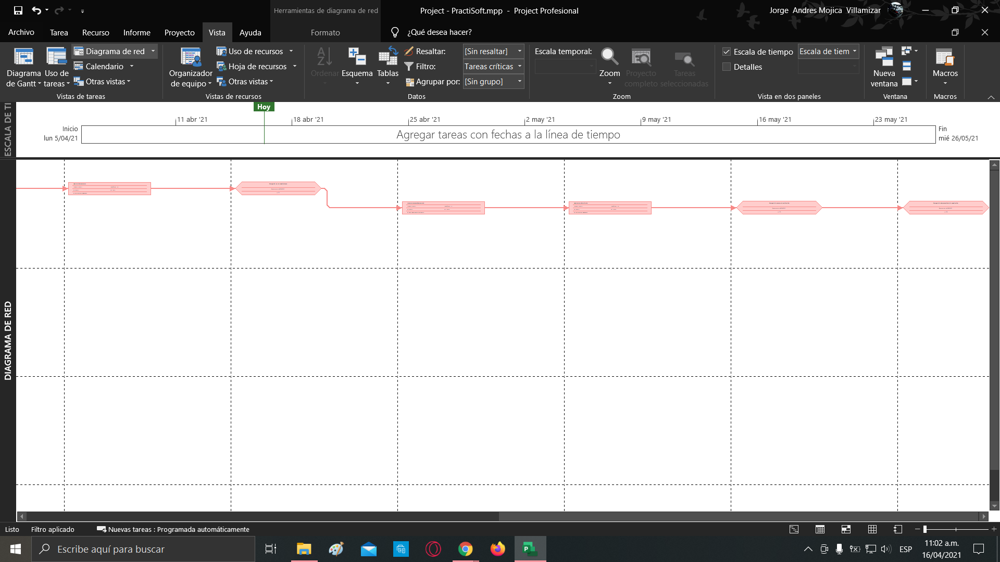 Herramientas de diagrama de red
Project - PractiSoft.mpp - Project Profesional
Jorge Andres Mojica Villamizar
Archivo Tarea Recurso Informe Proyecto Vista Ayuda Formato ¿Qué desea hacer?
Diagrama de Gantt
Uso de tareas
Diagrama de red
Calendario
Otras vistas
Vistas de tareas
Organizador de equipo
Uso de recursos
Hoja de recursos
Otras vistas
Vistas de recursos
Ordenar
Esquema
Tablas
Resaltar: [Sin resaltar]
Filtro: Tareas críticas
Agrupar por: [Sin grupo]
Datos
Escala temporal:
Zoom
Proyecto completo
Tareas seleccionadas
Zoom
Escala de tiempo Escala de tiem
Detalles
Vista en dos paneles
Nueva ventana
Ventana
Macros
Macros
ESCALA DE TI
Hoy
11 abr '21 18 abr '21 25 abr '21 2 may '21 9 may '21 16 may '21 23 may '21
Inicio
lun 5/04/21
Agregar tareas con fechas a la línea de tiempo
Fin
mié 26/05/21
DIAGRAMA DE RED
Listo Filtro aplicado Nuevas tareas : Programada automáticamente
Escribe aquí para buscar
ESP
11:02 a.m.
16/04/2021